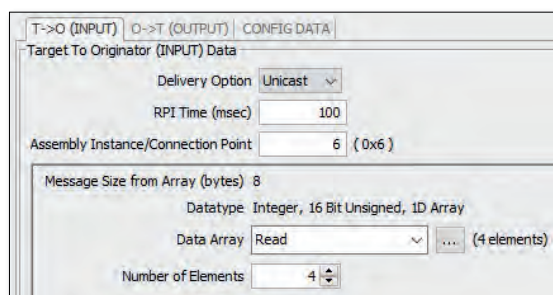 T->O (INPUT) O->T (OUTPUT) CONFIG DATA
Target To Originator (INPUT) Data
Delivery Option Unicast
RPI Time (msec) 100
Assembly Instance/Connection Point 6 ( 0x6 )
Message Size from Array (bytes) 8
Datatype Integer, 16 Bit Unsigned, 1D Array
Data Array Read ... (4 elements)
Number of Elements 4